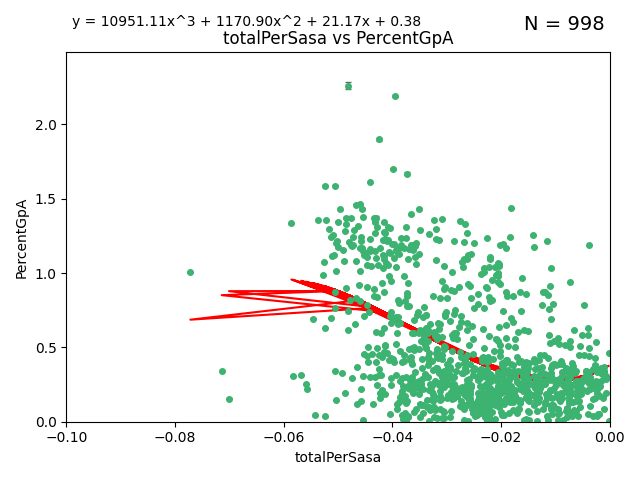 y = 10951.11x^3 + 1170.90x^2 + 21.17x + 0.38
N = 998
totalPerSasa vs PercentGpA
PercentGpA
2.0
1.5
1.0
0.5
0.0
−0.10 −0.08 −0.06 −0.04 −0.02 0.00
totalPerSasa